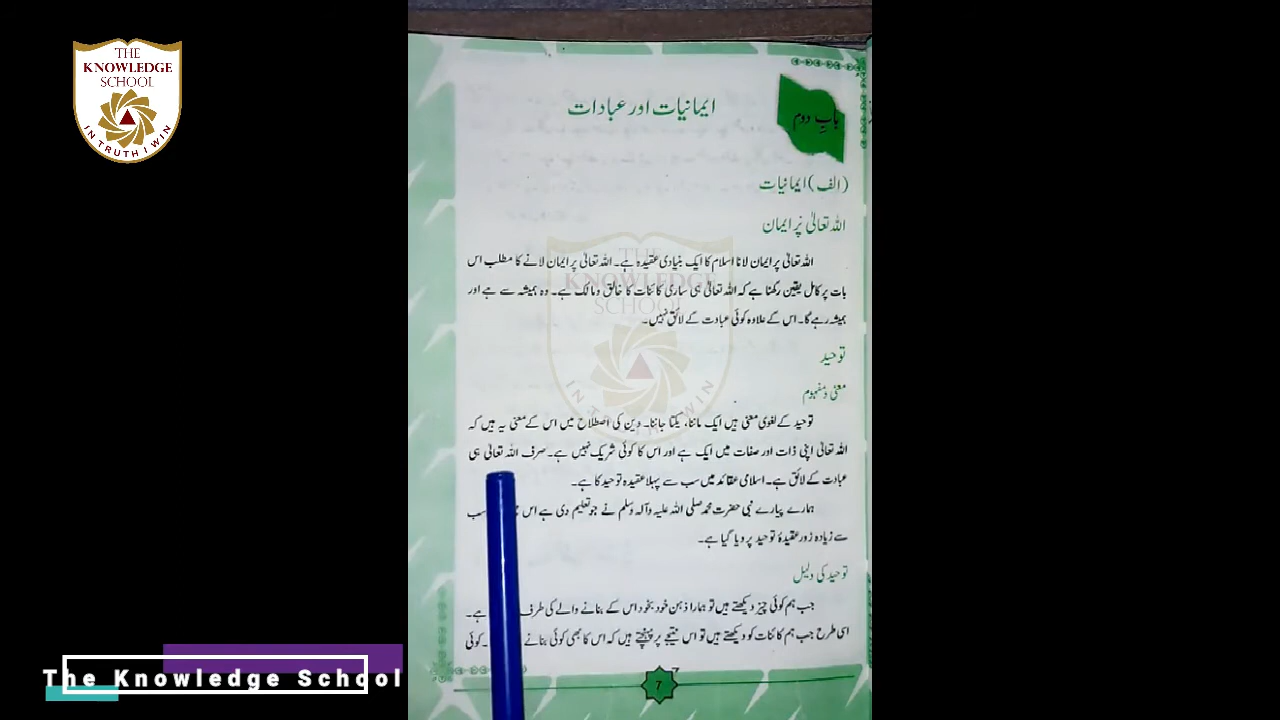 THE
KNOWLEDGE
SCHOOL
IN TRUTH I WIN
باب دوم
ایمانیات اور عبادات
(الف) ایمانیات
اللہ تعالیٰ پر ایمان
اللہ تعالیٰ پر ایمان لانا اسلام کا ایک بنیادی عقیدہ ہے۔ اللہ تعالیٰ پر ایمان لانے کا مطلب اس
بات پر کامل یقین رکھنا ہے کہ اللہ تعالیٰ ہی ساری کائنات کا خالق و مالک ہے۔ وہ ہمیشہ سے ہے اور
ہمیشہ رہے گا۔ اس کے علاوہ کوئی عبادت کے لائق نہیں۔
THE
KNOWLEDGE
SCHOOL
IN TRUTH I WIN
توحید
معنی و مفہوم
توحید کے لغوی معنی ہیں ایک ماننا، یکتا جاننا۔ دین کی اصطلاح میں اس کے معنی یہ ہیں کہ
اللہ تعالیٰ اپنی ذات اور صفات میں ایک ہے اور اس کا کوئی شریک نہیں ہے۔ صرف اللہ تعالیٰ ہی
عبادت کے لائق ہے۔ اسلامی عقائد میں سب سے پہلا عقیدہ توحید کا ہے۔
ہمارے پیارے نبی حضرت محمد صلی اللہ علیہ وآلہ وسلم نے جو تعلیم دی ہے اس سب
سے زیادہ زور عقیدۂ توحید پر دیا گیا ہے۔
توحید کی دلیل
جب ہم کوئی چیز دیکھتے ہیں تو ہمارا ذہن خود بخود اس کے بنانے والے کی طرف ہے۔
اسی طرح جب ہم کائنات کو دیکھتے ہیں تو اس نتیجے پر پہنچتے ہیں کہ اس کا بھی کوئی بنانے ۔ کوئی
7
The Knowledge School